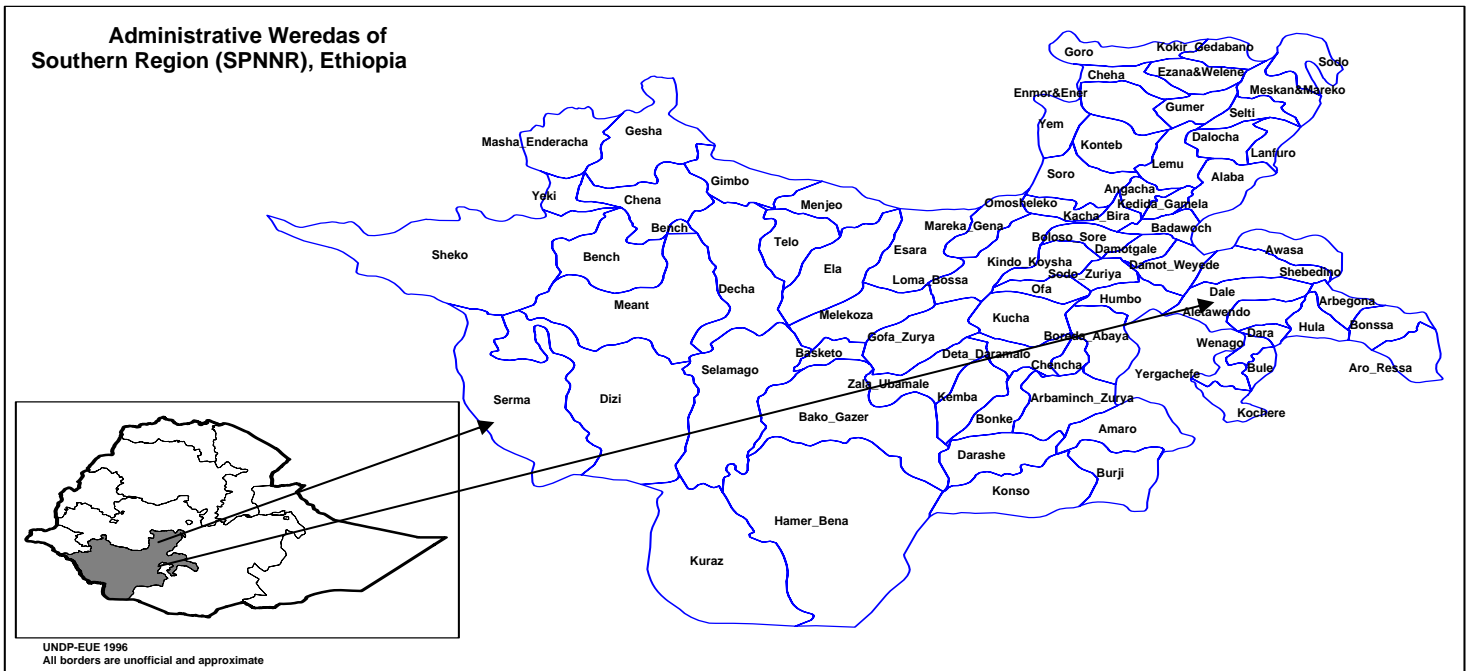 Administrative Weredas of
Southern Region (SPNNR), Ethiopia
Goro
Kokir_Gedabano
Sodo
Cheha
Ezana&Welene
Enmor&Ener
Meskan&Mareko
Gumer
Selti
Yem
Gesha
Masha_Enderacha
Konteb
Dalocha
Lanfuro
Lemu
Soro
Alaba
Gimbo
Angacha
Yeki
Chena
Menjeo
Omosheleko
Kedida_Gamela
Kacha_Bira
Bench
Mareka_Gena
Badawoch
Boloso_Sore
Telo
Esara
Damotgale
Awasa
Sheko
Bench
Ela
Kindo_Koysha
Damot_Weyede
Sodo_Zuriya
Shebedino
Loma_Bossa
Decha
Ofa
Dale
Meant
Humbo
Arbegona
Melekoza
Aletawendo
Kucha
Hula
Bonssa
Gofa_Zurya
Boreda_Abaya
Dara
Wenago
Basketo
Deta_Daramalo
Selamago
Chencha
Bule
Aro_Ressa
Yergachefe
Zala_Ubamale
Serma
Dizi
Kemba
Arbaminch_Zurya
Bako_Gazer
Bonke
Kochere
Amaro
Darashe
Burji
Konso
Hamer_Bena
Kuraz
UNDP-EUE 1996
All borders are unofficial and approximate